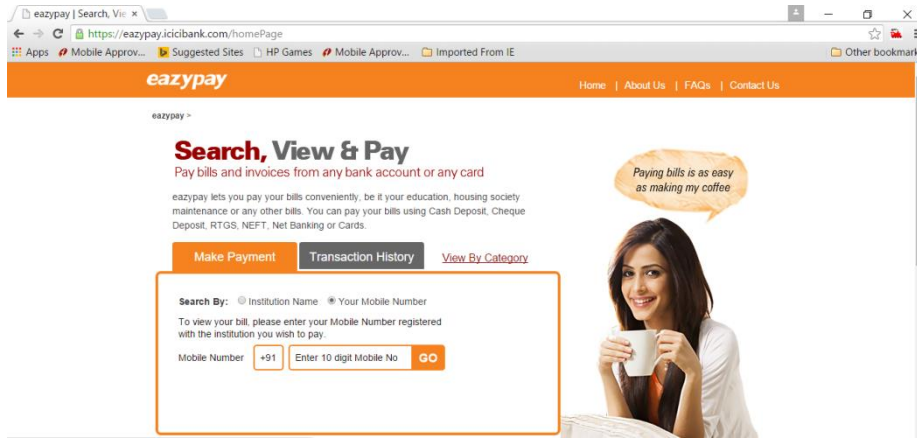 eazypay | Search, Vie
https://eazypay.icicibank.com/homePage
Apps Mobile Approv... Suggested Sites HP Games Mobile Approv... Imported From IE Other bookmark
eazypay
Home | About Us | FAQs | Contact Us
eazypay >
Search, View & Pay
Pay bills and invoices from any bank account or any card
eazypay lets you pay your bills conveniently, be it your education, housing society
maintenance or any other bills. You can pay your bills using Cash Deposit, Cheque
Deposit, RTGS, NEFT, Net Banking or Cards.
Paying bills is as easy
as making my coffee
Make Payment Transaction History View By Category
Search By: Institution Name Your Mobile Number
To view your bill, please enter your Mobile Number registered
with the institution you wish to pay.
Mobile Number +91 Enter 10 digit Mobile No GO